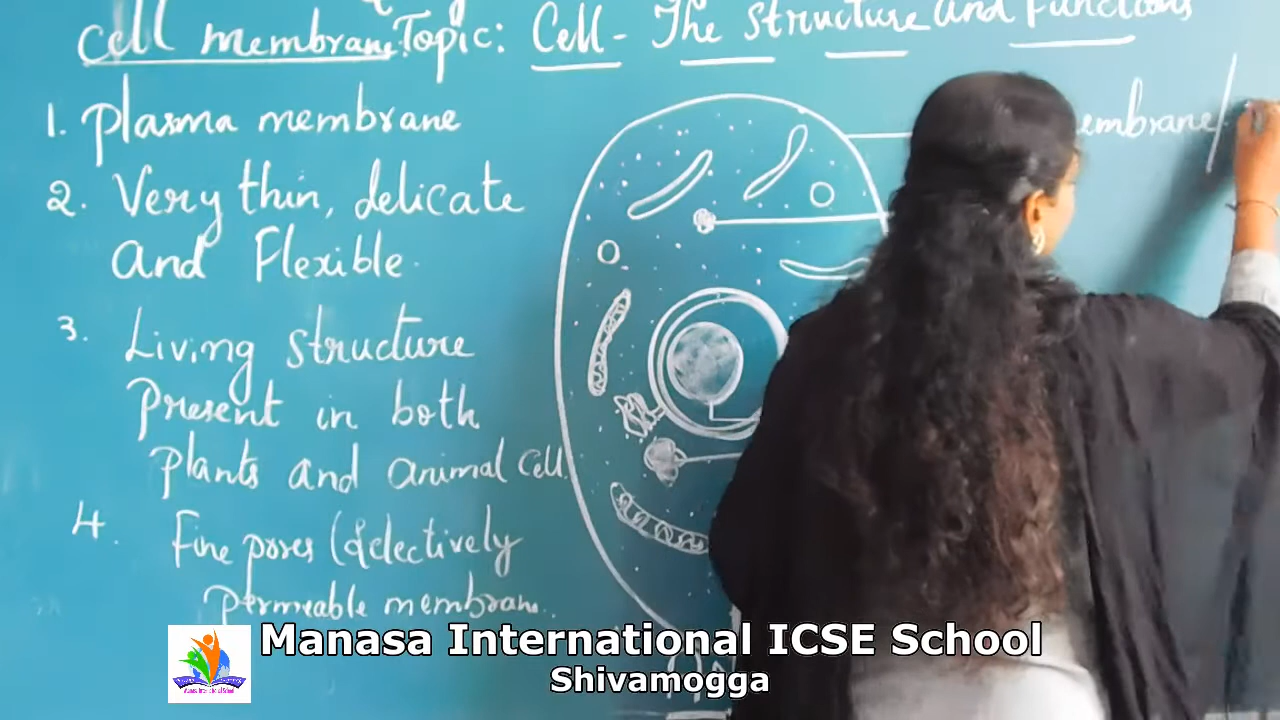 Cell membrane:
Topic: Cell - The Structure and Functions
1. Plasma membrane
2. Very thin, delicate
and Flexible.
3. Living structure
Present in both
plants and animal cell.
4. Fine pores (selectively
permeable membrane.
embrane/
Manasa International ICSE School
Shivamogga